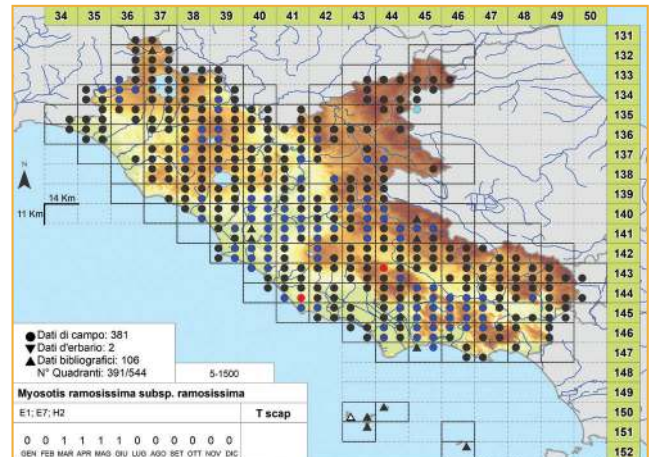 34 35 36 37 38 39 40 41 42 43 44 45 46 47 48 49 50
131
132
133
134
135
136
137
138
139
140
141
142
143
144
145
146
147
150
151
152
N
14 Km
11 Km
Dati di campo: 381
Dati d'erbario: 2
Dati bibliografici: 106
N° Quadranti: 391/544
5-1500
Myosotis ramosissima subsp. ramosissima
E1; E7; H2
T scap
0 0 1 1 1 1 0 0 0 0 0 0
GEN FEB MAR APR MAG GIU LUG AGO SET OTT NOV DIC